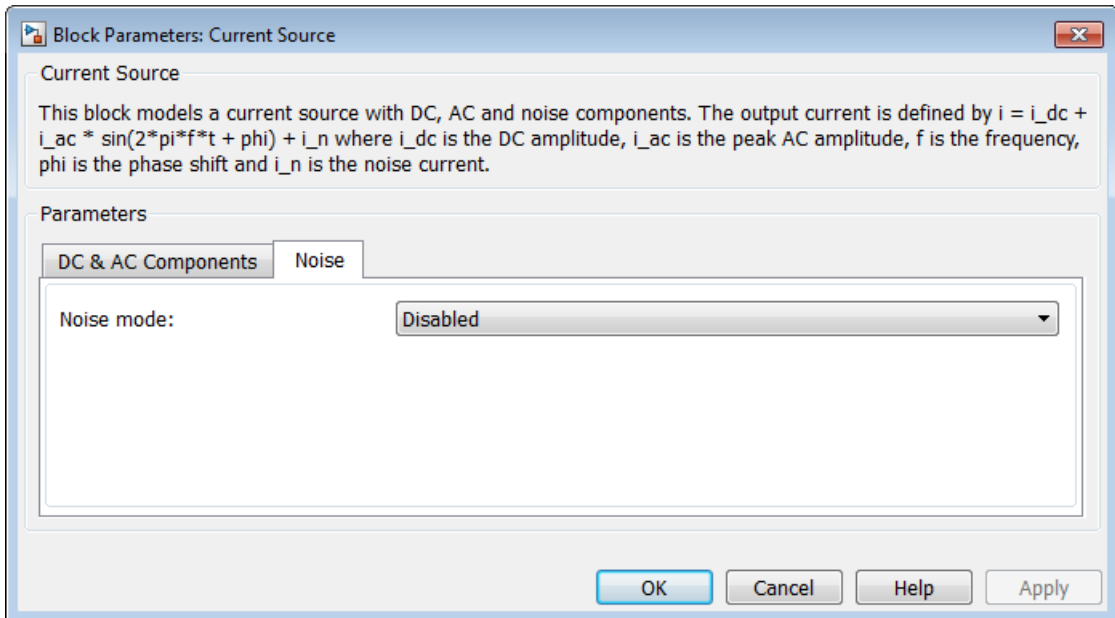 Block Parameters: Current Source
Current Source
This block models a current source with DC, AC and noise components. The output current is defined by i = i_dc +
i_ac * sin(2*pi*f*t + phi) + i_n where i_dc is the DC amplitude, i_ac is the peak AC amplitude, f is the frequency,
phi is the phase shift and i_n is the noise current.
Parameters
DC & AC Components Noise
Noise mode: Disabled
OK Cancel Help Apply